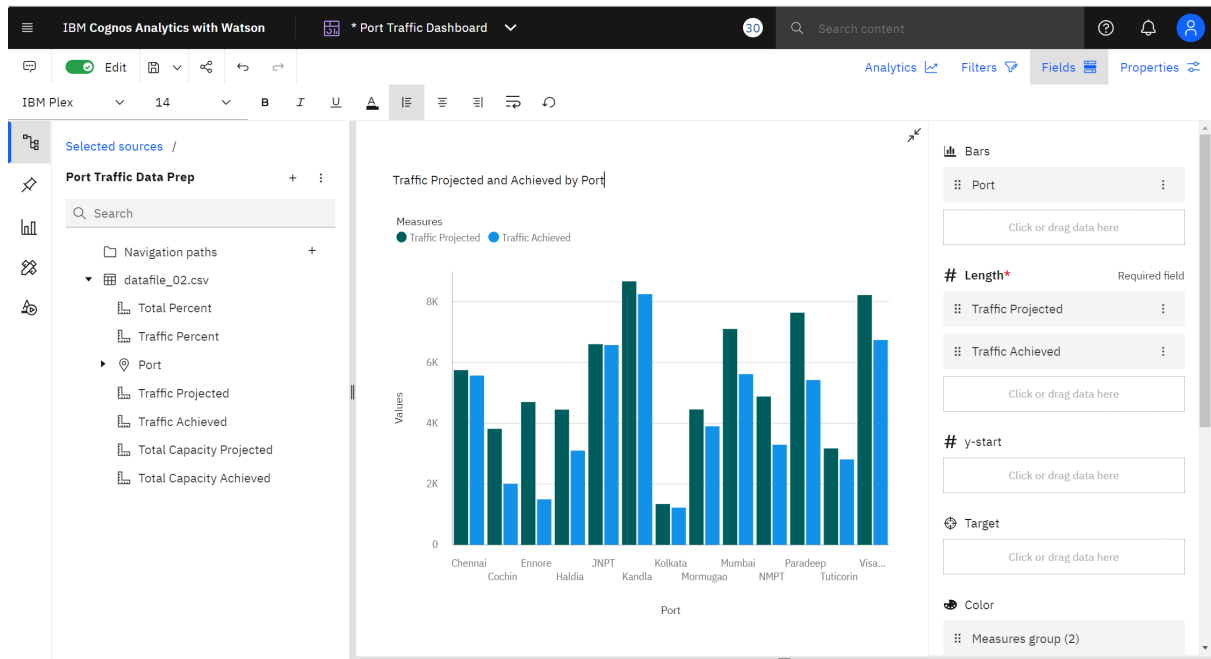 IBM Cognos Analytics with Watson
* Port Traffic Dashboard
30
Search content
Edit
Analytics
Filters
Fields
Properties
IBM Plex
14
B
I
U
A
Selected sources /
Port Traffic Data Prep
Search
Navigation paths
datafile_02.csv
Total Percent
Traffic Percent
Port
Traffic Projected
Traffic Achieved
Total Capacity Projected
Total Capacity Achieved
Traffic Projected and Achieved by Port
Measures
Traffic Projected
Traffic Achieved
Values
8K
6K
4K
2K
0
Chennai
Cochin
Ennore
Haldia
JNPT
Kandla
Kolkata
Mormugao
Mumbai
NMPT
Paradeep
Tuticorin
Visa...
Port
Bars
Port
Click or drag data here
# Length*
Required field
Traffic Projected
Traffic Achieved
Click or drag data here
# y-start
Click or drag data here
Target
Click or drag data here
Color
Measures group (2)